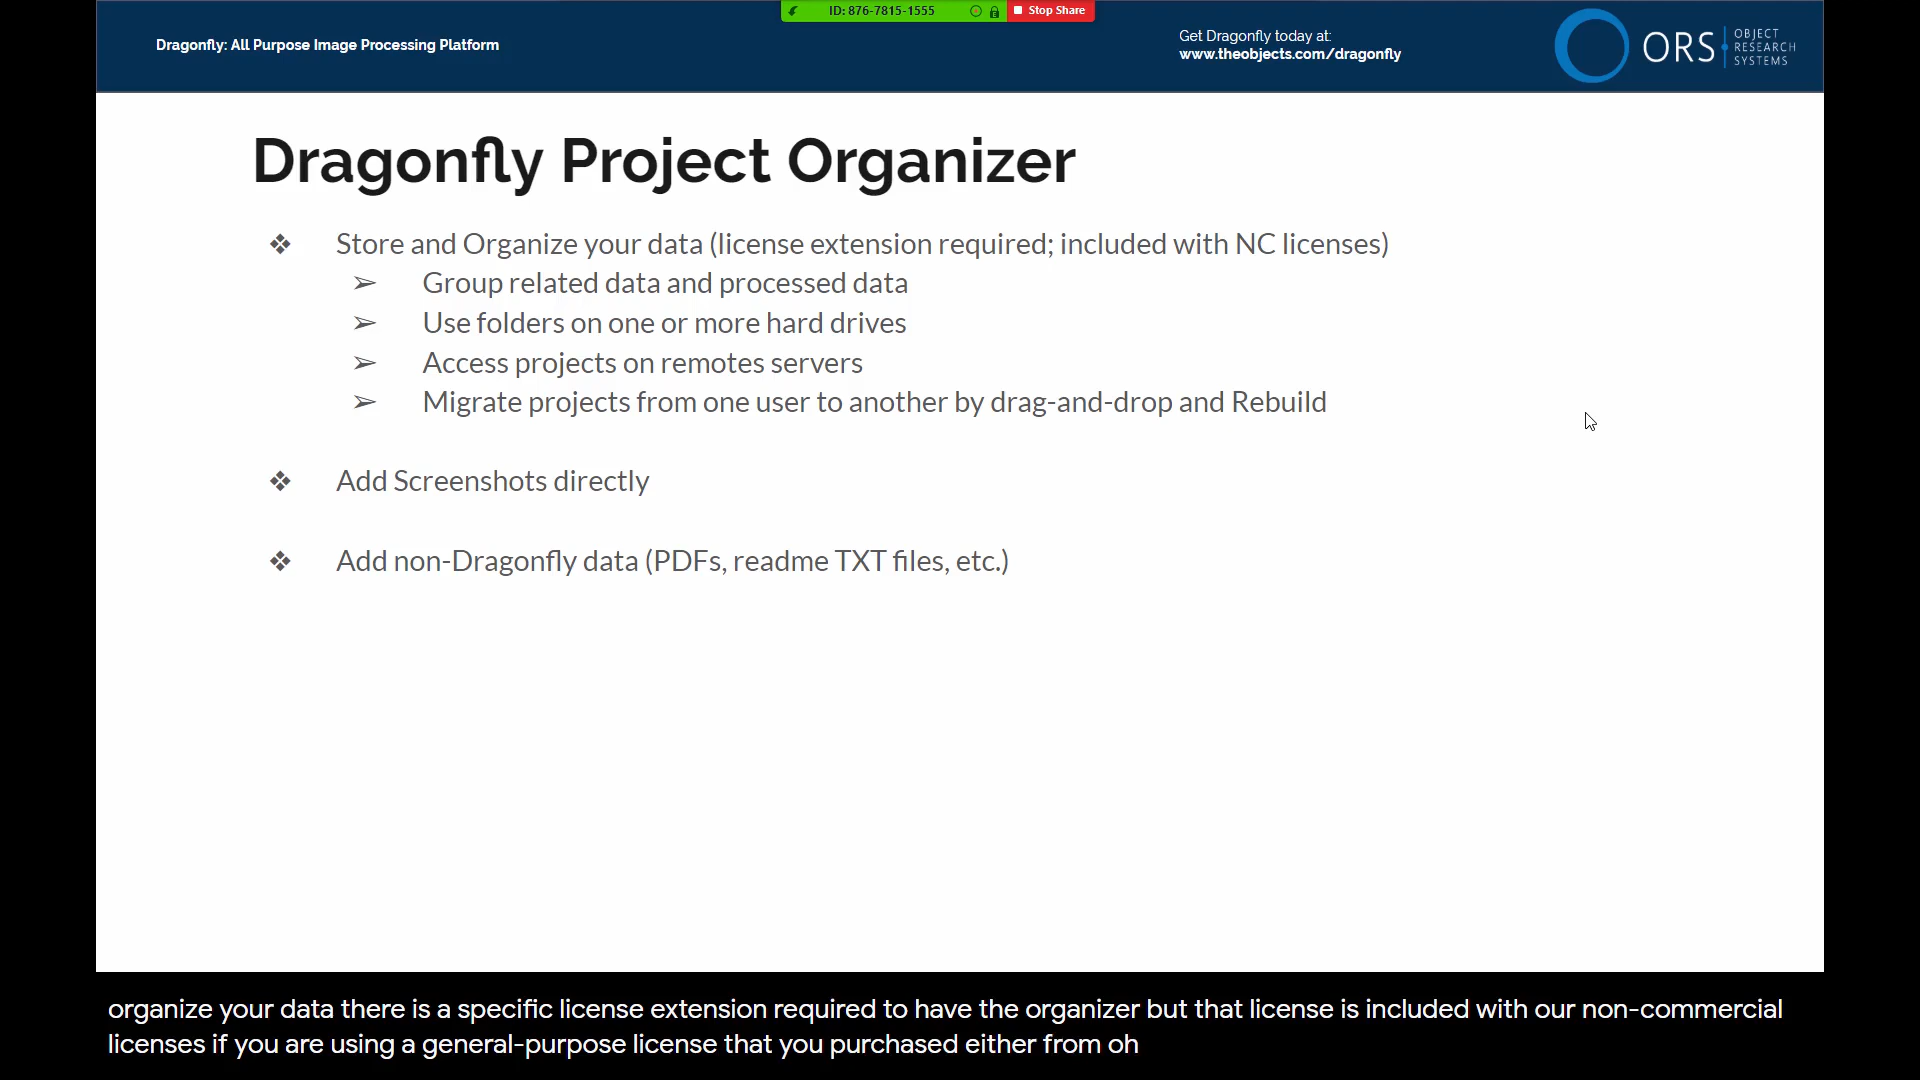 ID: 876-7815-1555
Stop Share
Dragonfly: All Purpose Image Processing Platform
Get Dragonfly today at:
www.theobjects.com/dragonfly
ORS
OBJECT
RESEARCH
SYSTEMS
Dragonfly Project Organizer
❖ Store and Organize your data (license extension required; included with NC licenses)
➢ Group related data and processed data
➢ Use folders on one or more hard drives
➢ Access projects on remotes servers
➢ Migrate projects from one user to another by drag-and-drop and Rebuild
❖ Add Screenshots directly
❖ Add non-Dragonfly data (PDFs, readme TXT files, etc.)
organize your data there is a specific license extension required to have the organizer but that license is included with our non-commercial
licenses if you are using a general-purpose license that you purchased either from oh